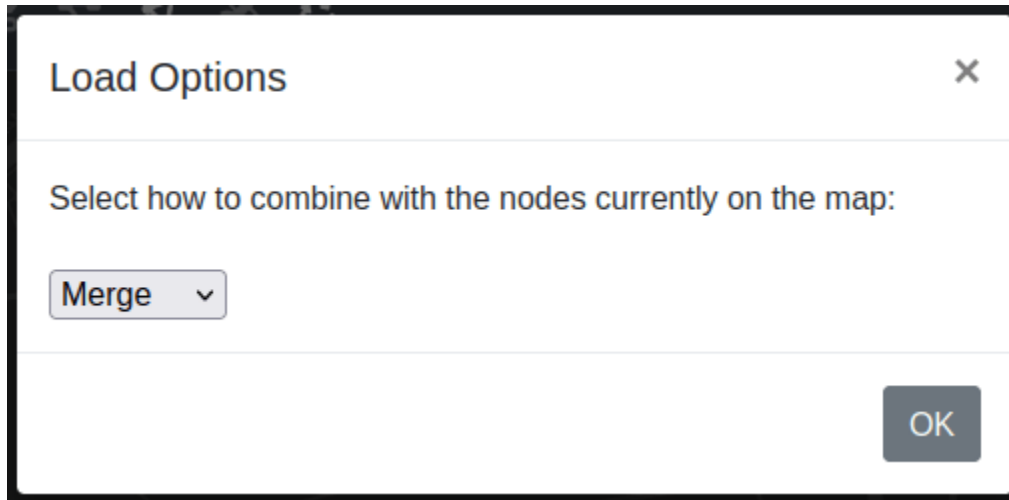 Load Options
×
Select how to combine with the nodes currently on the map:
Merge
OK